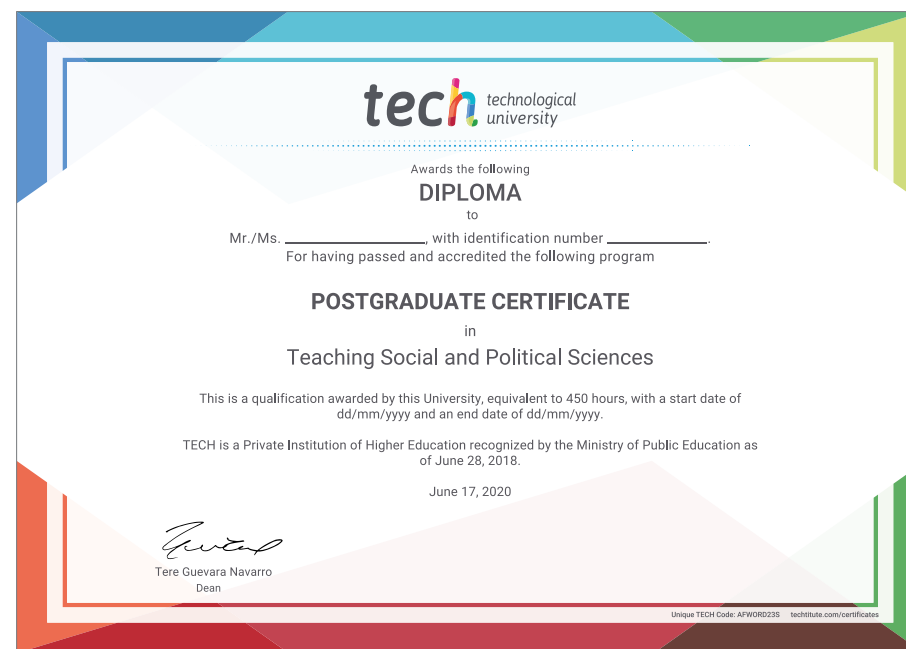 tech technological
university
Awards the following
DIPLOMA
to
Mr./Ms. ____________________, with identification number ______________.
For having passed and accredited the following program
POSTGRADUATE CERTIFICATE
in
Teaching Social and Political Sciences
This is a qualification awarded by this University, equivalent to 450 hours, with a start date of
dd/mm/yyyy and an end date of dd/mm/yyyy.
TECH is a Private Institution of Higher Education recognized by the Ministry of Public Education as
of June 28, 2018.
June 17, 2020
Tere Guevara Navarro
Dean
Unique TECH Code: AFWORD23S techtitute.com/certificates